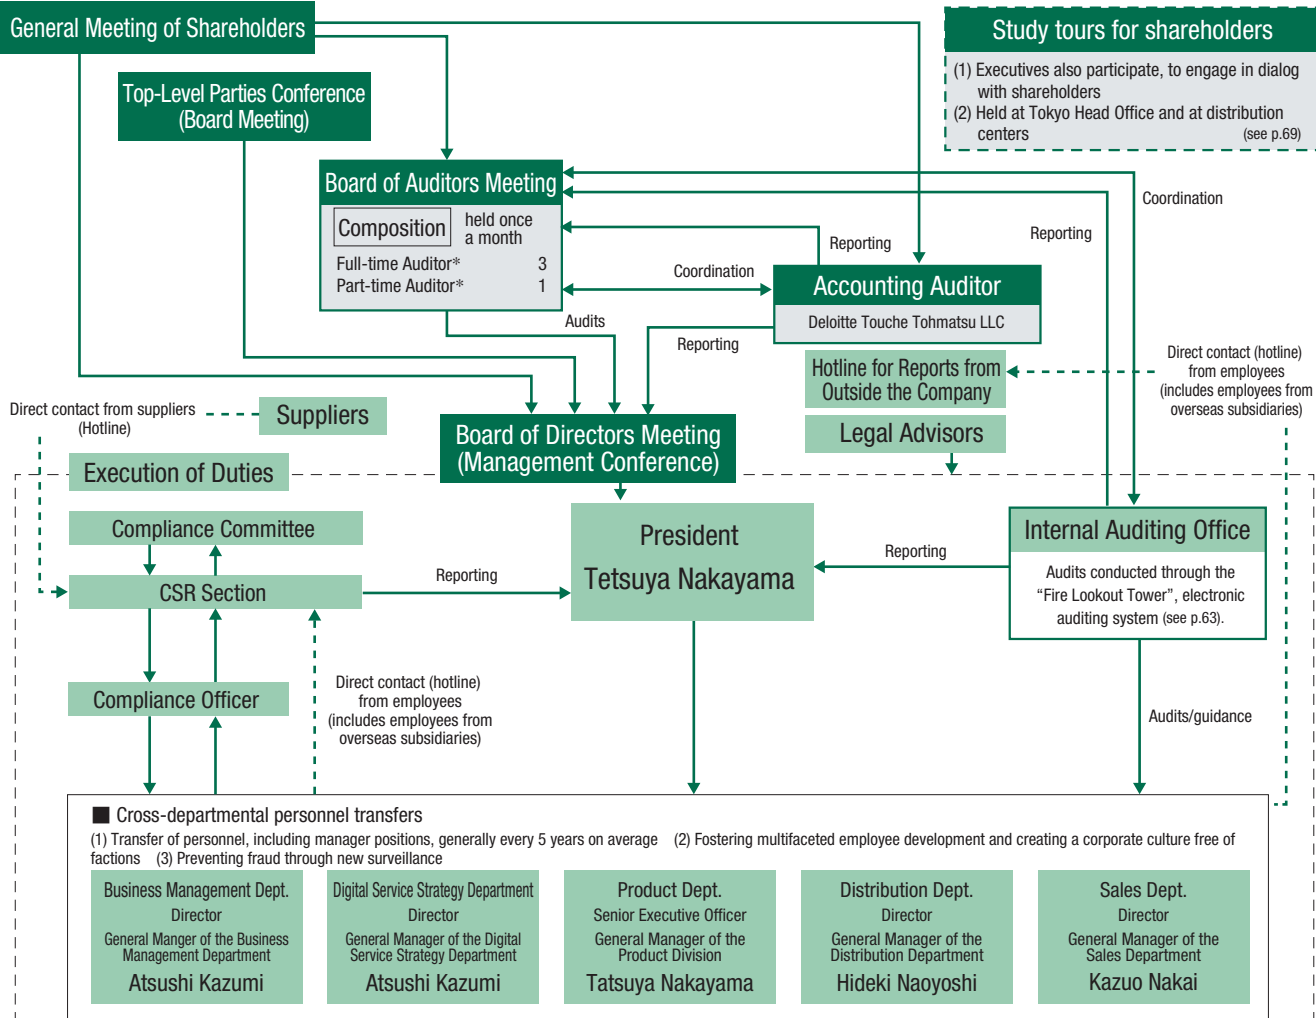 General Meeting of Shareholders
Study tours for shareholders
(1) Executives also participate, to engage in dialog
with shareholders
(2) Held at Tokyo Head Office and at distribution
centers
(see p.69)
Top-Level Parties Conference
(Board Meeting)
Board of Auditors Meeting
Composition
held once
a month
Full-time Auditor* 3
Part-time Auditor* 1
Coordination
Reporting
Reporting
Coordination
Accounting Auditor
Deloitte Touche Tohmatsu LLC
Audits
Reporting
Hotline for Reports from
Outside the Company
Direct contact (hotline)
from employees
(includes employees from
overseas subsidiaries)
Direct contact from suppliers
(Hotline)
Suppliers
Board of Directors Meeting
(Management Conference)
Legal Advisors
Execution of Duties
Compliance Committee
CSR Section
Reporting
President
Tetsuya Nakayama
Reporting
Internal Auditing Office
Audits conducted through the
“Fire Lookout Tower”, electronic
auditing system (see p.63).
Compliance Officer
Direct contact (hotline)
from employees
(includes employees from
overseas subsidiaries)
Audits/guidance
■ Cross-departmental personnel transfers
(1) Transfer of personnel, including manager positions, generally every 5 years on average (2) Fostering multifaceted employee development and creating a corporate culture free of
factions (3) Preventing fraud through new surveillance
Business Management Dept.
Director
General Manger of the Business
Management Department
Atsushi Kazumi
Digital Service Strategy Department
Director
General Manager of the Digital
Service Strategy Department
Atsushi Kazumi
Product Dept.
Senior Executive Officer
General Manager of the
Product Division
Tatsuya Nakayama
Distribution Dept.
Director
General Manager of the
Distribution Department
Hideki Naoyoshi
Sales Dept.
Director
General Manager of the
Sales Department
Kazuo Nakai